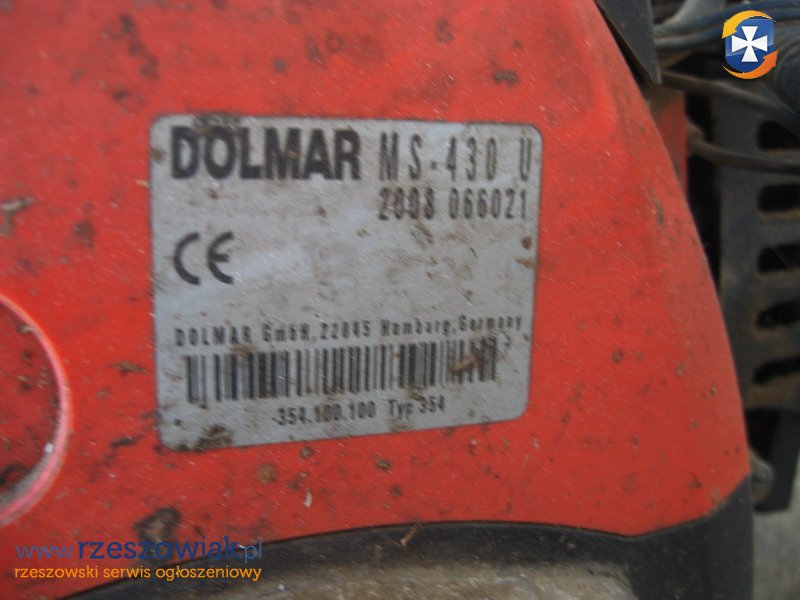 DOLMAR MS-430 U
2008 066021
CE
DOLMAR GmbH, 22045 Hamburg, Germany
354.100.100 Typ 354
www.rzeszowiak.pl
rzeszowski serwis ogłoszeniowy